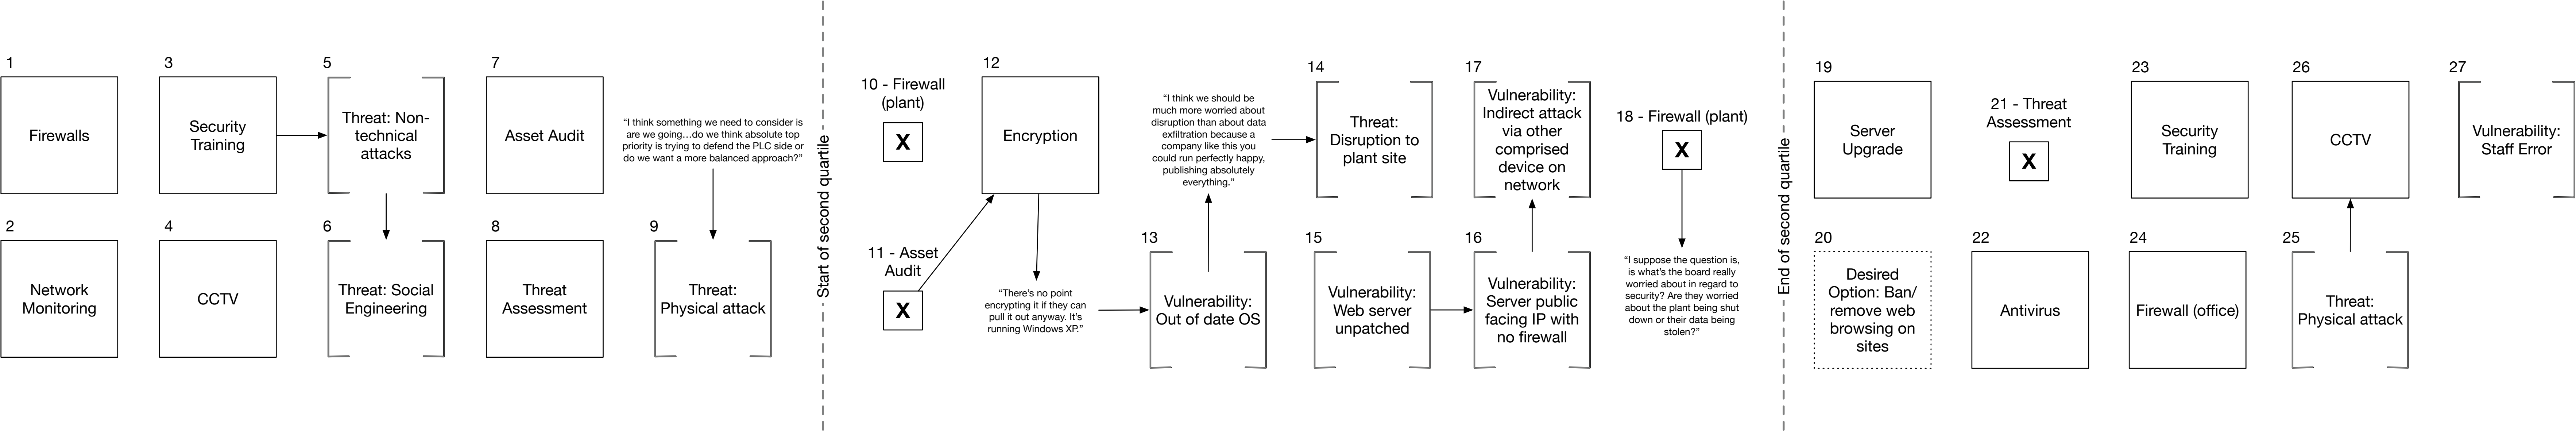 1
Firewalls
2
Network
Monitoring
3
Security
Training
4
CCTV
5
Threat: Non-
technical
attacks
6
Threat: Social
Engineering
7
Asset Audit
8
Threat
Assessment
“I think something we need to consider is
are we going…do we think absolute top
priority is trying to defend the PLC side or
do we want a more balanced approach?”
9
Threat:
Physical attack
Start of second quartile
10 - Firewall
(plant)
X
11 - Asset
Audit
X
12
Encryption
“There’s no point
encrypting it if they can
pull it out anyway. It’s
running Windows XP.”
13
Vulnerability:
Out of date OS
“I think we should be
much more worried about
disruption than about data
exfiltration because a
company like this you
could run perfectly happy,
publishing absolutely
everything.”
14
Threat:
Disruption to
plant site
15
Vulnerability:
Web server
unpatched
16
Vulnerability:
Server public
facing IP with
no firewall
17
Vulnerability:
Indirect attack
via other
comprised
device on
network
18 - Firewall (plant)
X
“I suppose the question is,
is what’s the board really
worried about in regard to
security? Are they worried
about the plant being shut
down or their data being
stolen?”
End of second quartile
19
Server
Upgrade
20
Desired
Option: Ban/
remove web
browsing on
sites
21 - Threat
Assessment
X
22
Antivirus
23
Security
Training
24
Firewall (office)
25
Threat:
Physical attack
26
CCTV
27
Vulnerability:
Staff Error